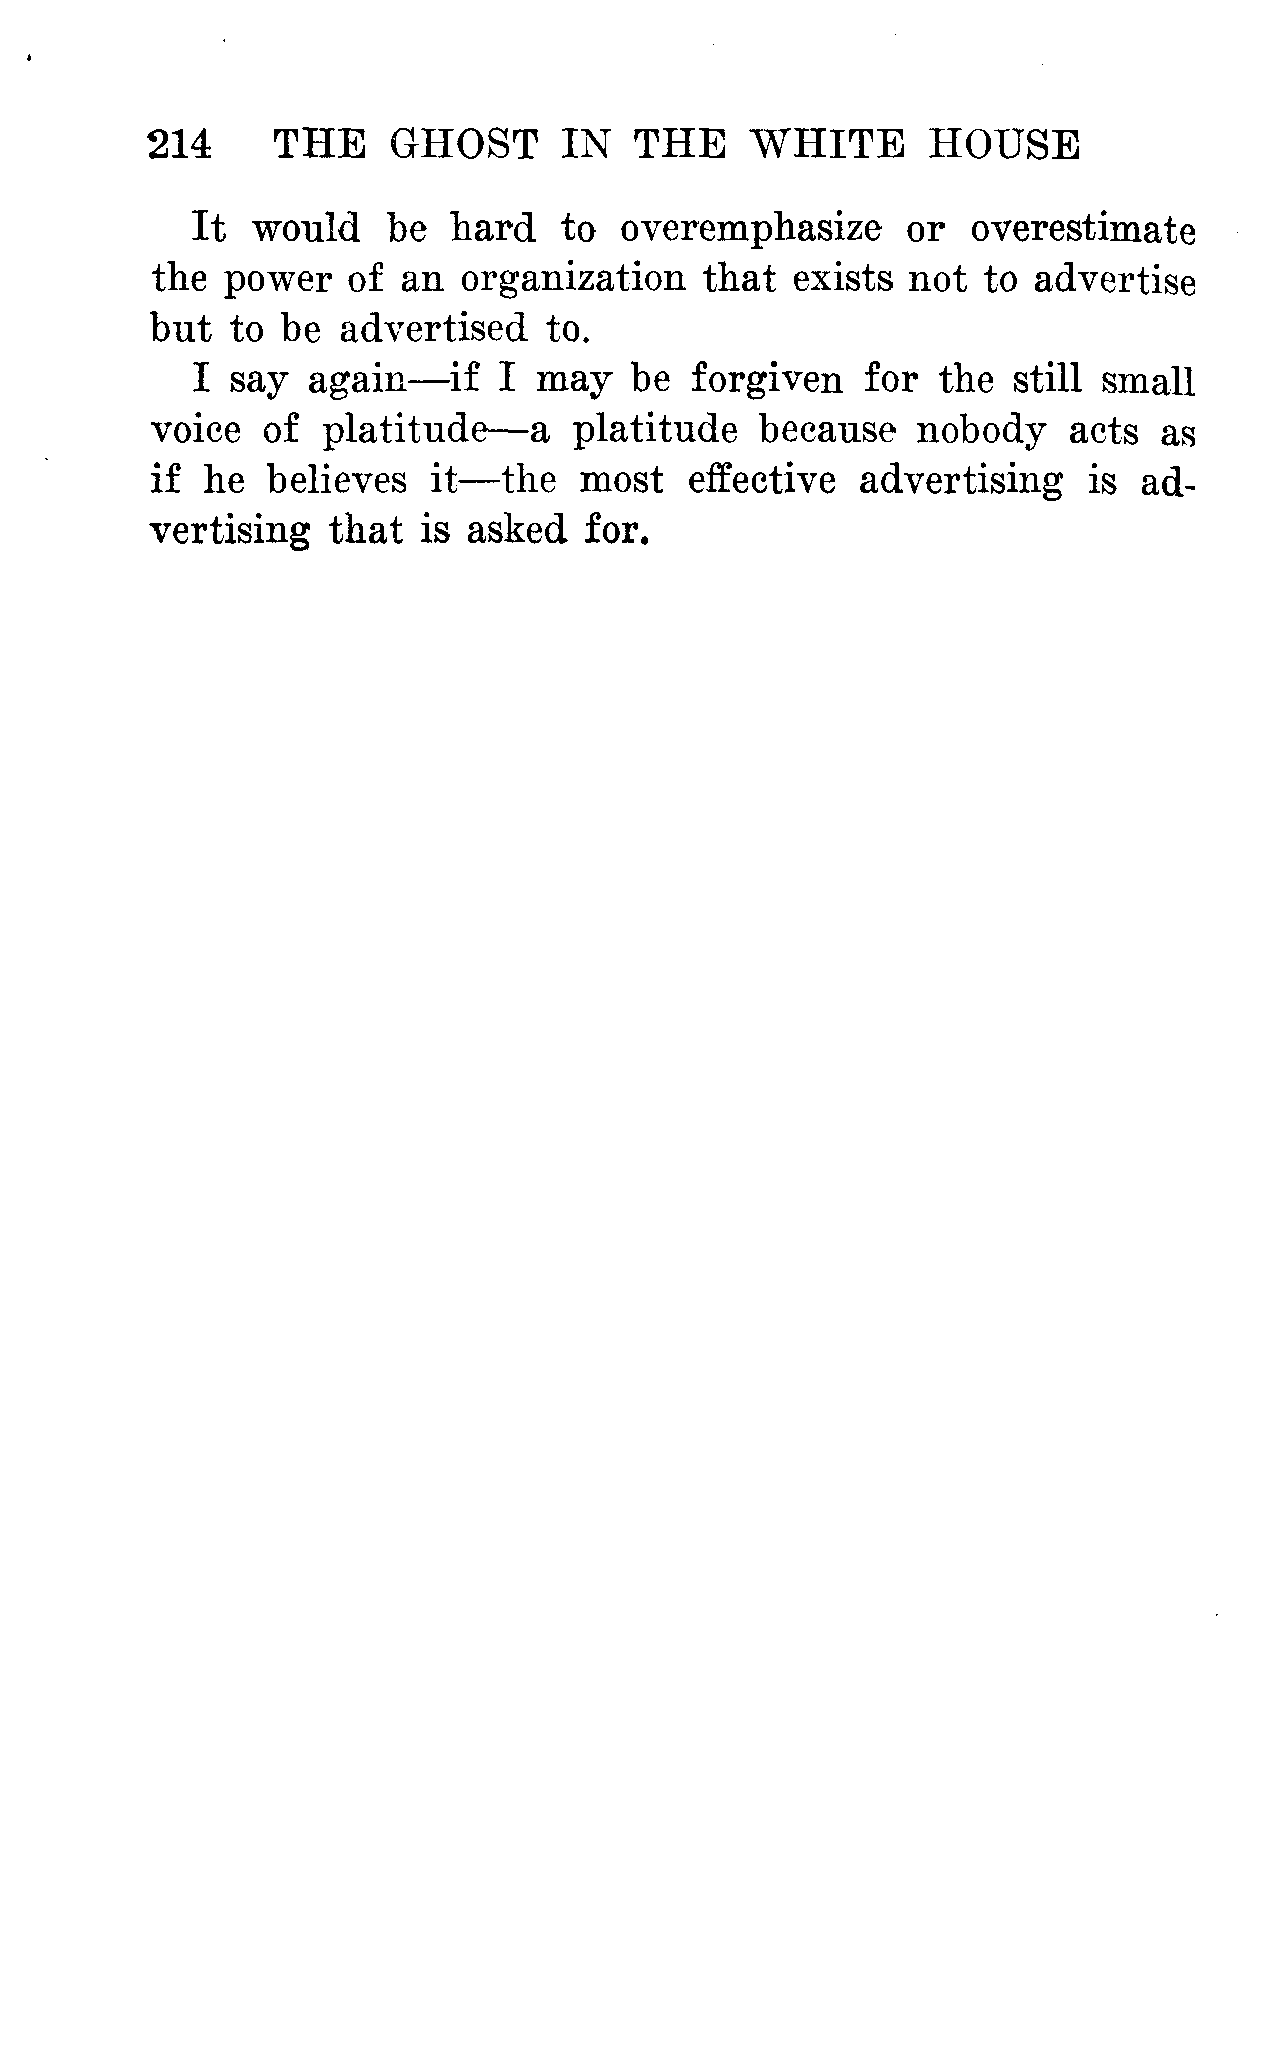 214 THE GHOST IN THE WHITE HOUSE
It would be hard to overemphasize or overestimate
the power of an organization that exists not to advertise
but to be advertised to.
I say again—if I may be forgiven for the still small
voice of platitude—a platitude because nobody acts as
if he believes it—the most effective advertising is ad-
vertising that is asked for.